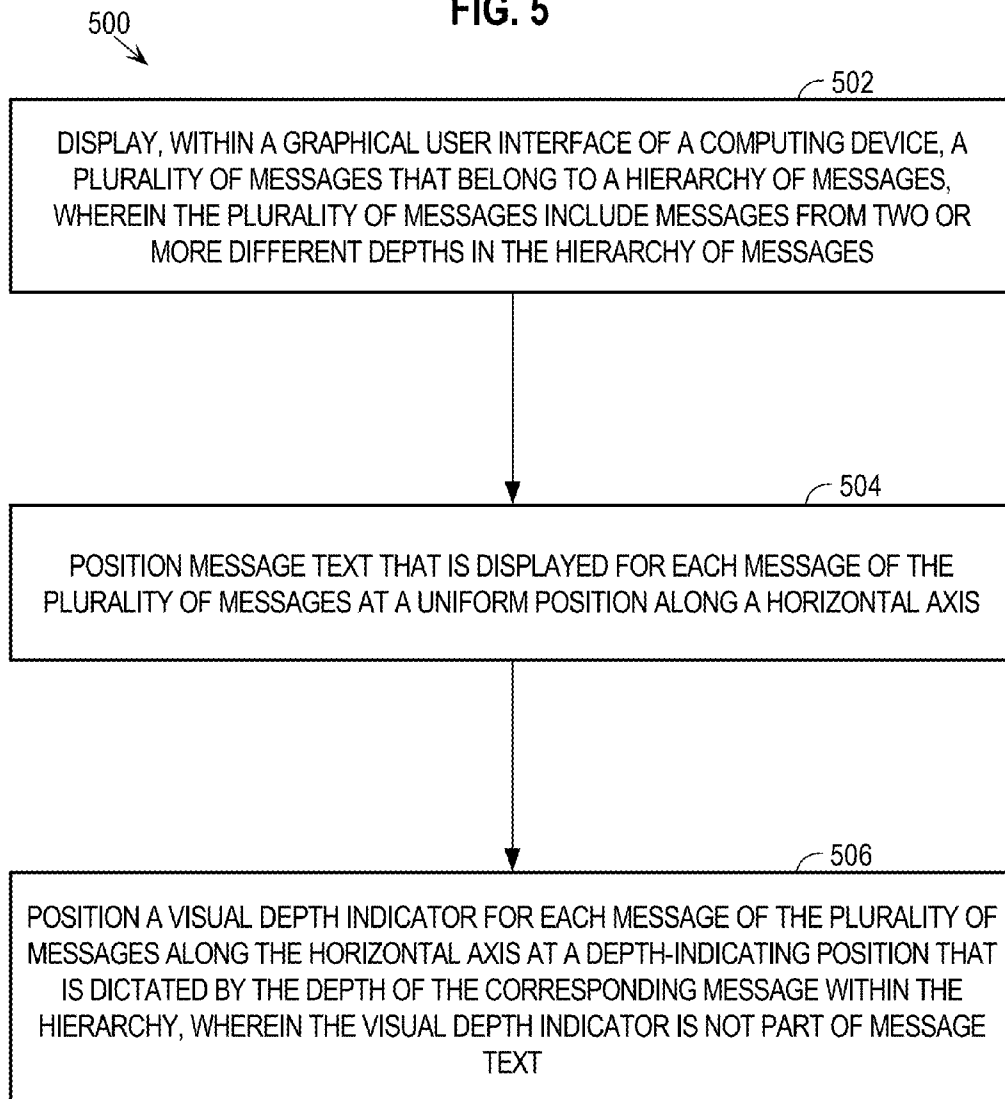 FIG. 5
500
502
DISPLAY, WITHIN A GRAPHICAL USER INTERFACE OF A COMPUTING DEVICE, A
PLURALITY OF MESSAGES THAT BELONG TO A HIERARCHY OF MESSAGES,
WHEREIN THE PLURALITY OF MESSAGES INCLUDE MESSAGES FROM TWO OR
MORE DIFFERENT DEPTHS IN THE HIERARCHY OF MESSAGES
504
POSITION MESSAGE TEXT THAT IS DISPLAYED FOR EACH MESSAGE OF THE
PLURALITY OF MESSAGES AT A UNIFORM POSITION ALONG A HORIZONTAL AXIS
506
POSITION A VISUAL DEPTH INDICATOR FOR EACH MESSAGE OF THE PLURALITY OF
MESSAGES ALONG THE HORIZONTAL AXIS AT A DEPTH-INDICATING POSITION THAT
IS DICTATED BY THE DEPTH OF THE CORRESPONDING MESSAGE WITHIN THE
HIERARCHY, WHEREIN THE VISUAL DEPTH INDICATOR IS NOT PART OF MESSAGE
TEXT